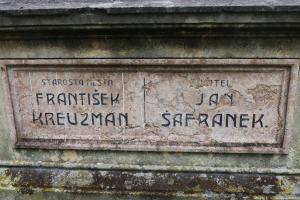 STAROSTA MĚSTA
FRANTIŠEK
KREUZMAN
JAN
ŠAFRÁNEK.